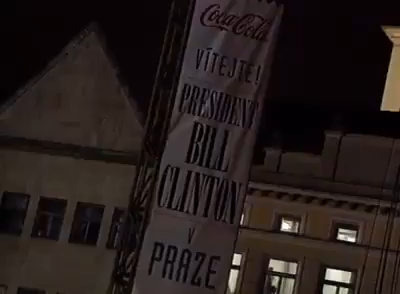 Coca-Cola
VÍTEJTE!
PRESIDENT
BILL
CLINTON
V
PRAZE